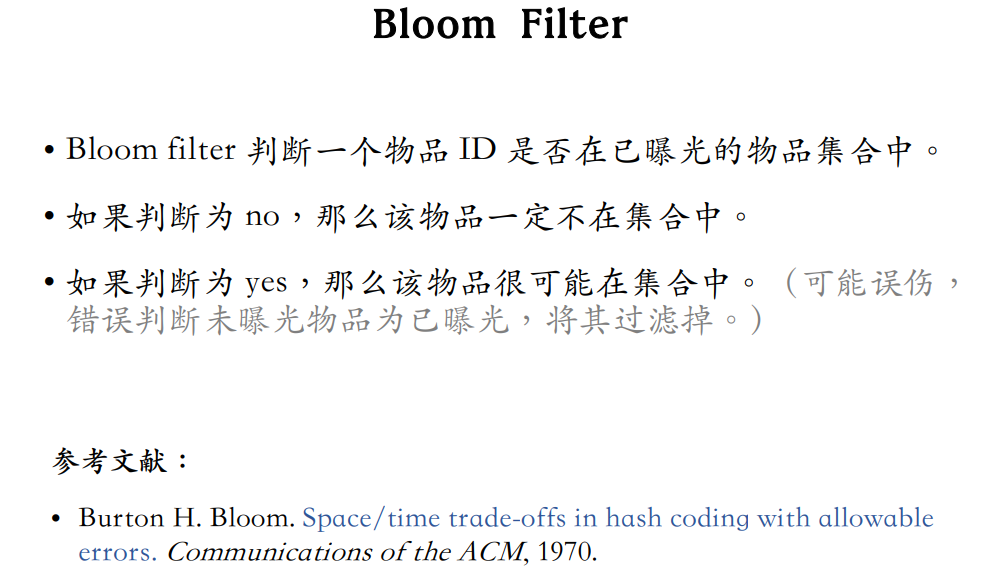 Bloom Filter
• Bloom filter 判断一个物品 ID 是否在已曝光的物品集合中。
• 如果判断为 no，那么该物品一定不在集合中。
• 如果判断为 yes，那么该物品很可能在集合中。（可能误伤，
错误判断未曝光物品为已曝光，将其过滤掉。）
参考文献：
• Burton H. Bloom. Space/time trade-offs in hash coding with allowable
errors. Communications of the ACM, 1970.